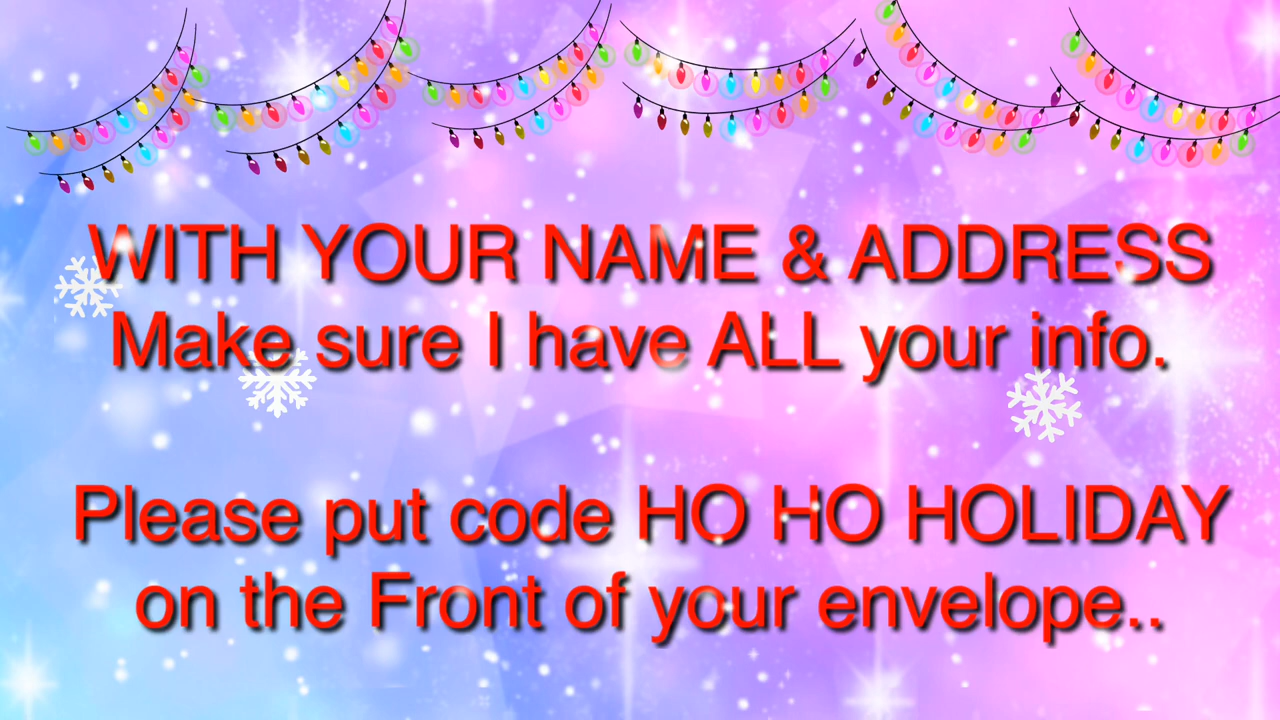 WITH YOUR NAME & ADDRESS
Make sure I have ALL your info.
Please put code HO HO HOLIDAY
on the Front of your envelope..